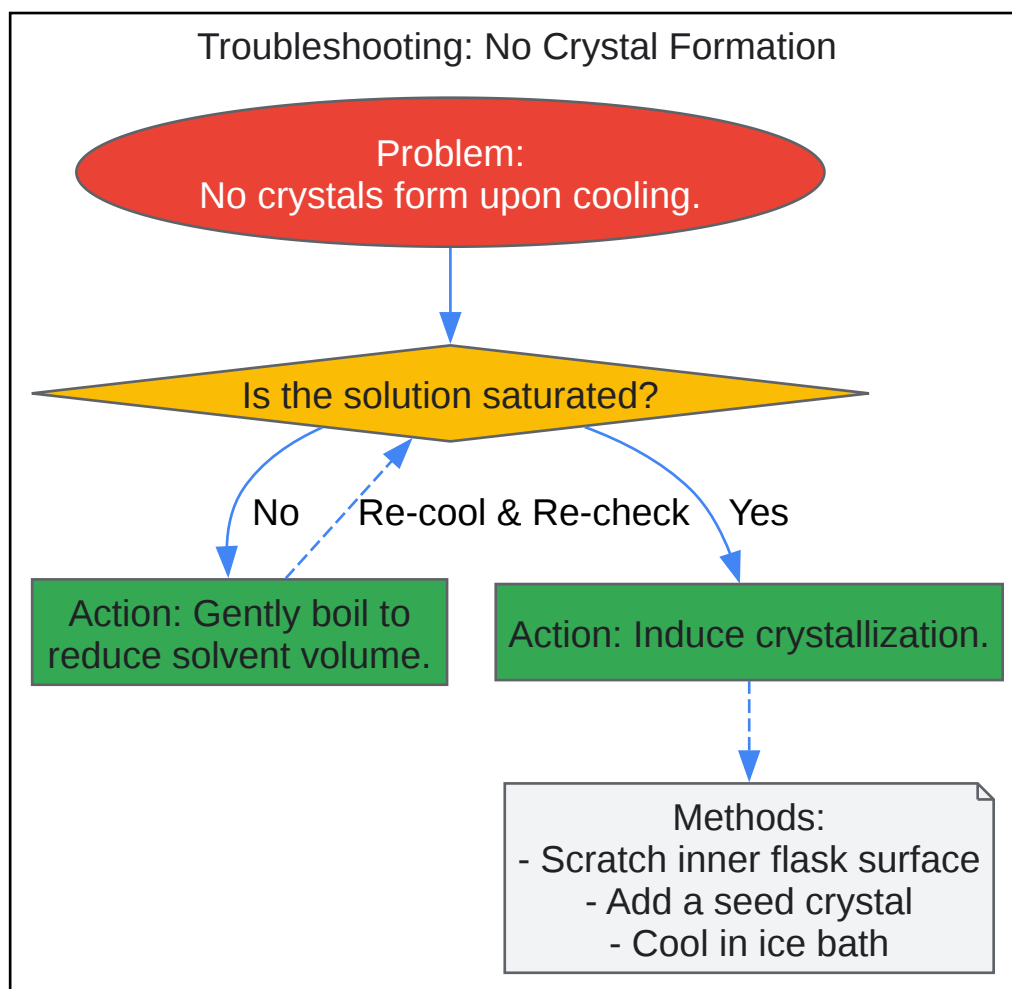 Troubleshooting: No Crystal Formation
Problem:
No crystals form upon cooling.
Is the solution saturated?
No
Re-cool & Re-check
Yes
Action: Gently boil to
reduce solvent volume.
Action: Induce crystallization.
Methods:
- Scratch inner flask surface
- Add a seed crystal
- Cool in ice bath